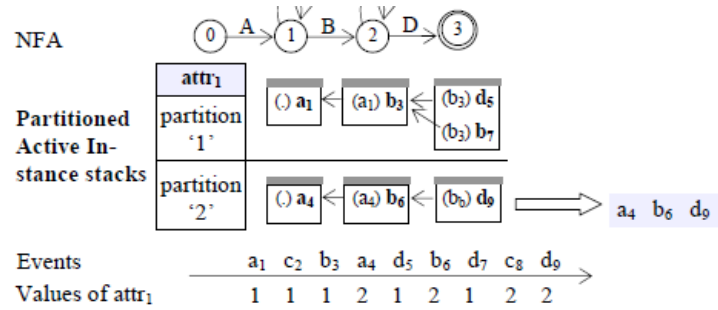 NFA 0 A 1 B 2 D 3
attr₁
Partitioned Active In-stance stacks
partition '1'
(.) a₁ (a₁) b₃ (b₃) d₅
(b₃) b₇
partition '2'
(.) a₄ (a₄) b₆ (b₆) d₉
a₄ b₆ d₉
Events a₁ c₂ b₃ a₄ d₅ b₆ d₇ c₈ d₉
Values of attr₁ 1 1 1 2 1 2 1 2 2